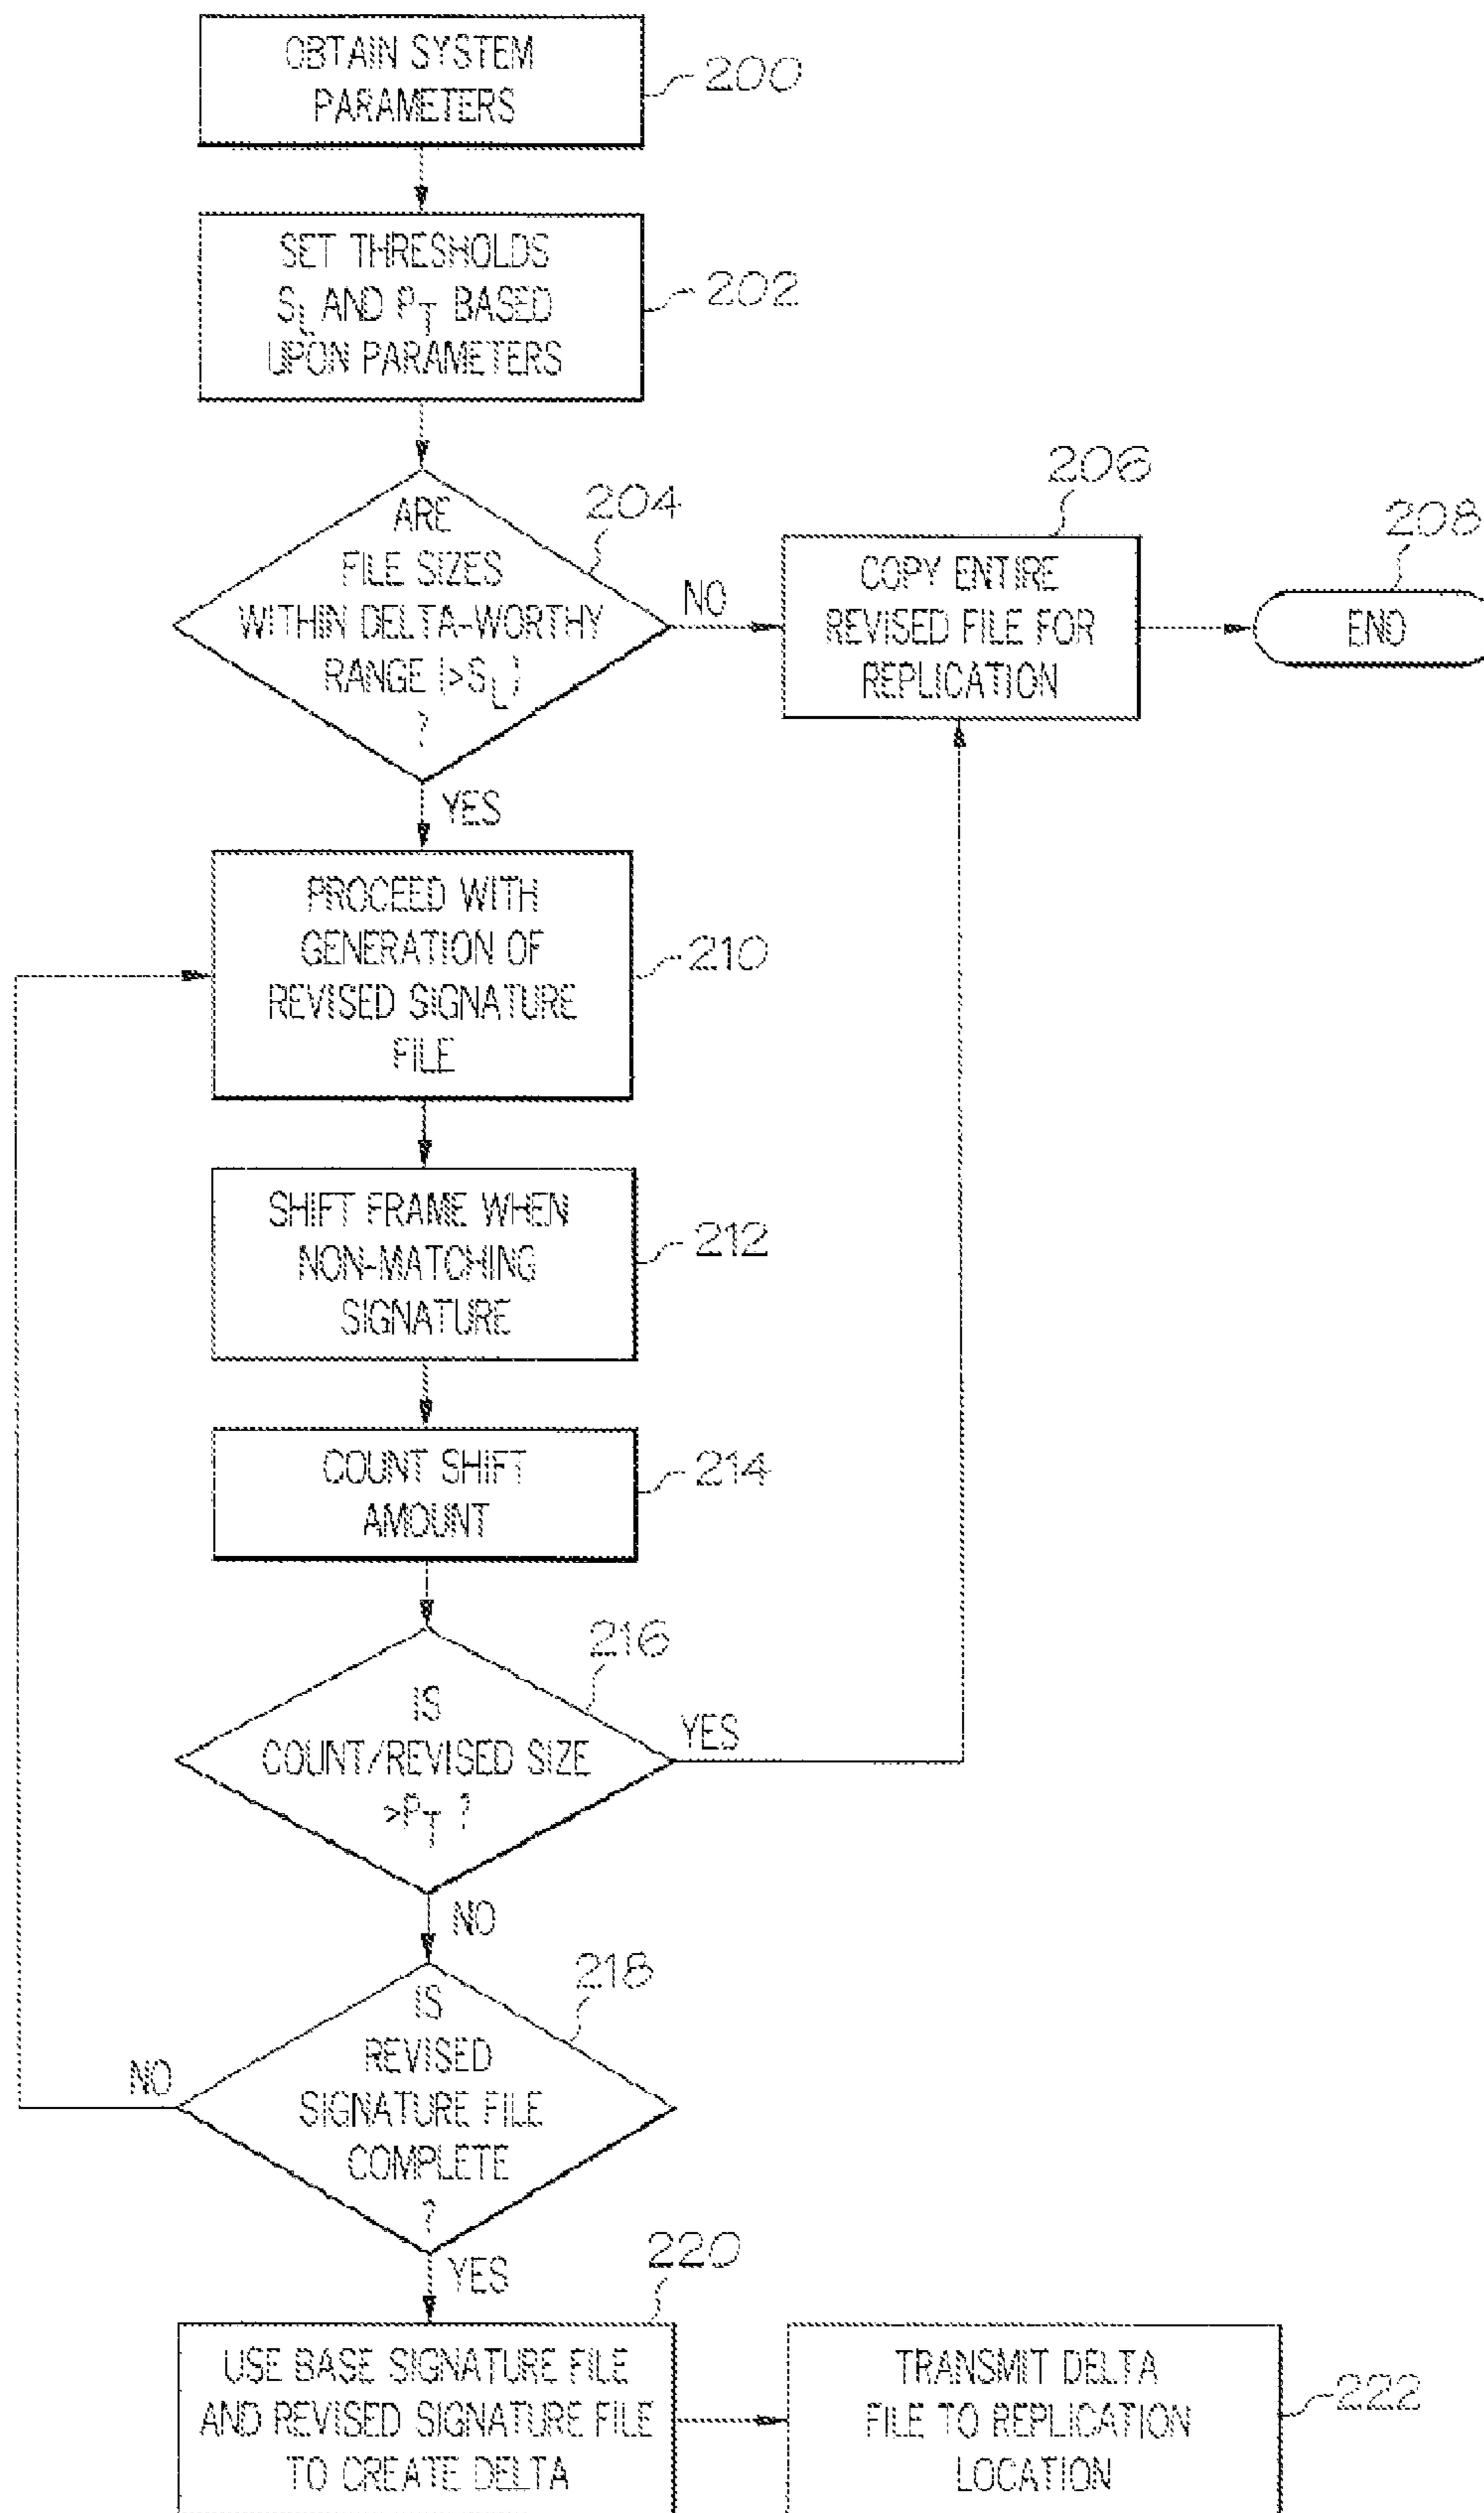 OBTAIN SYSTEM
PARAMETERS
200
SET THRESHOLDS
S_L AND P_T BASED
UPON PARAMETERS
202
ARE
FILE SIZES
WITHIN DELTA-WORTHY
RANGE (>S_L)
?
204
NO
YES
206
COPY ENTIRE
REVISED FILE FOR
REPLICATION
208
END
PROCEED WITH
GENERATION OF
REVISED SIGNATURE
FILE
210
SHIFT FRAME WHEN
NON-MATCHING
SIGNATURE
212
COUNT SHIFT
AMOUNT
214
216
IS
COUNT/REVISED SIZE
>P_T ?
YES
NO
218
IS
REVISED
SIGNATURE FILE
COMPLETE
?
NO
YES
220
USE BASE SIGNATURE FILE
AND REVISED SIGNATURE FILE
TO CREATE DELTA
TRANSMIT DELTA
FILE TO REPLICATION
LOCATION
222